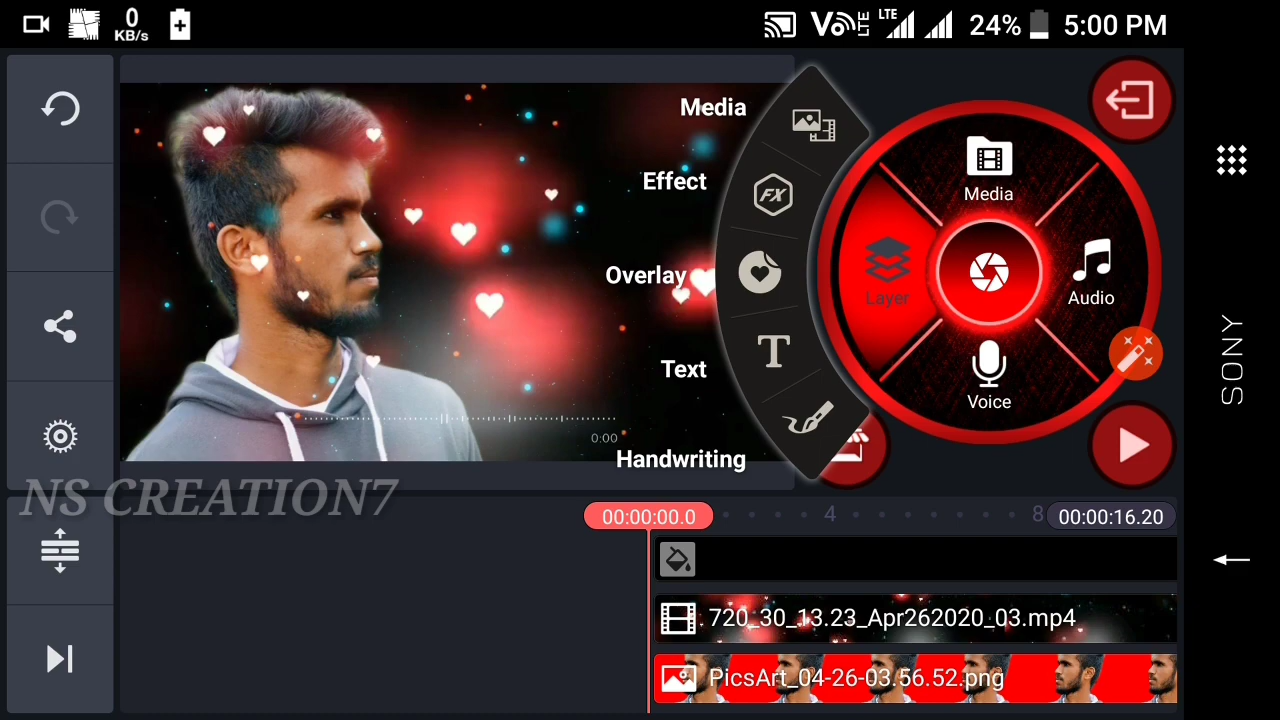 0
KB/s
Vo LTE
LTE
24%
5:00 PM
Media
Effect
FX
Overlay
Text
T
Handwriting
Media
Layer
Audio
Voice
0:00
SONY
NS CREATION7
00:00:00.0
4
8
00:00:16.20
720_30_13.23_Apr262020_03.mp4
PicsArt_04-26-03.56.52.png